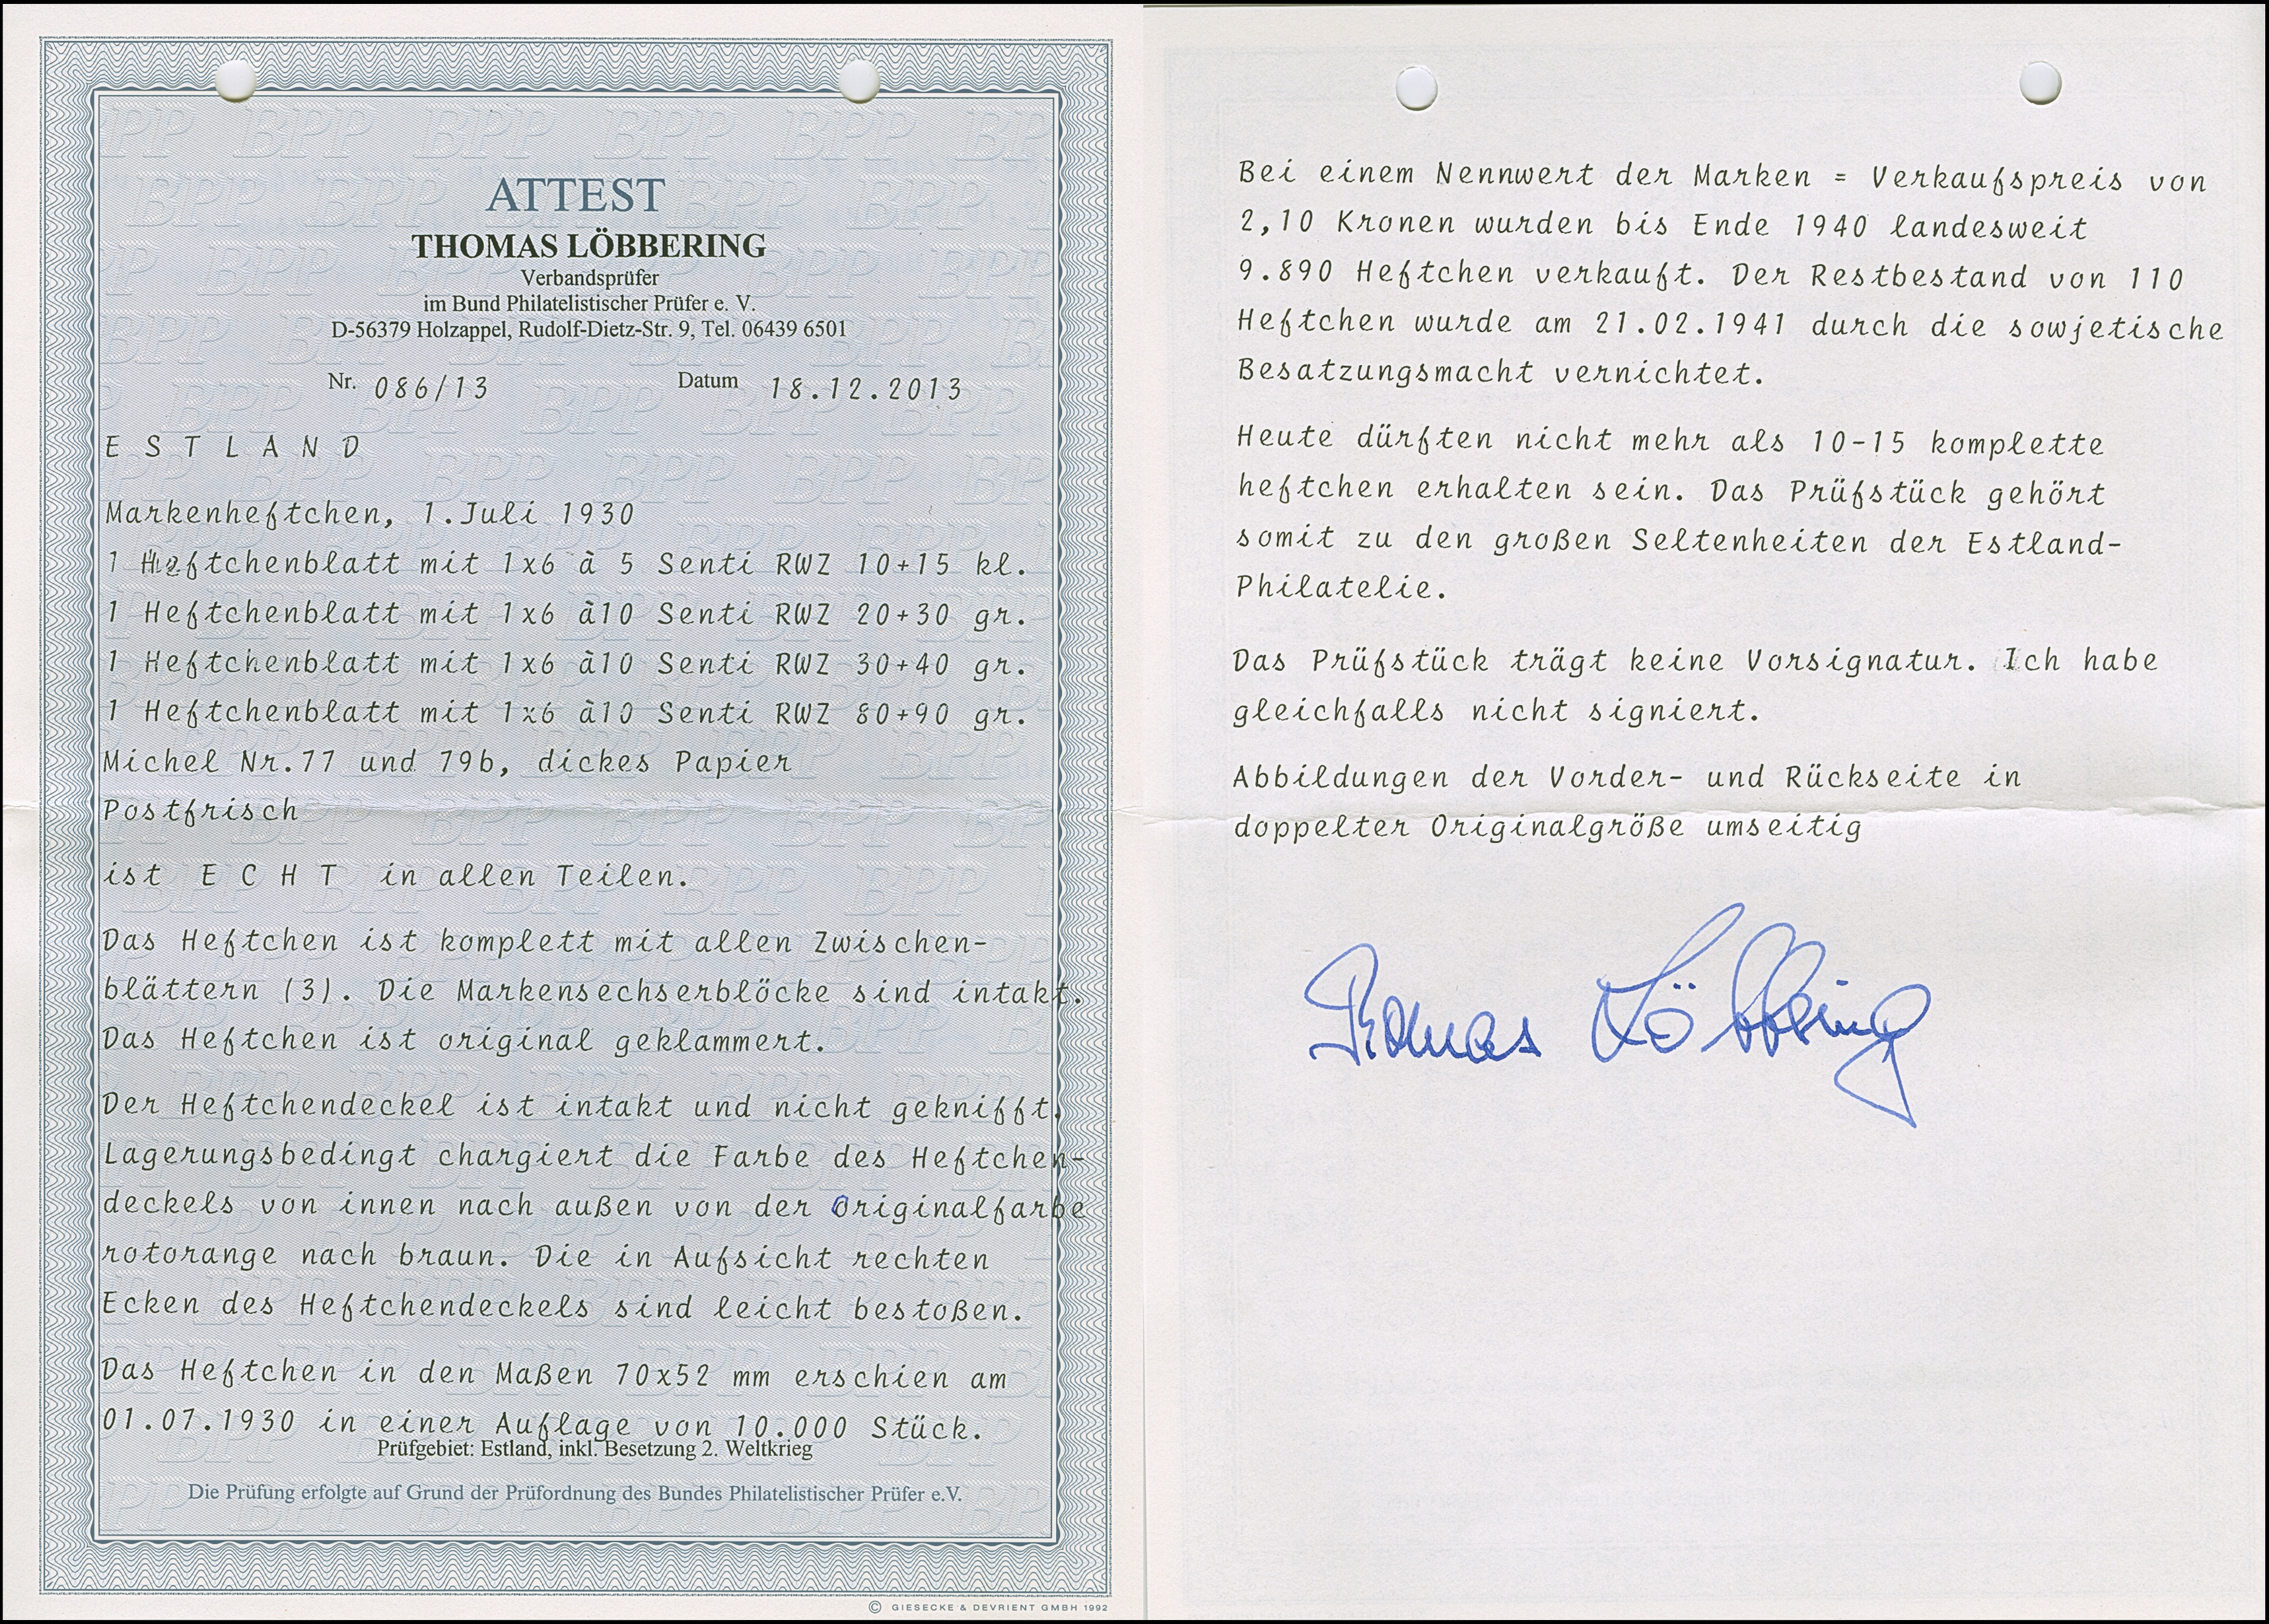 ATTEST
THOMAS LÖBBERING
Verbandsprüfer
im Bund Philatelistischer Prüfer e. V.
D-56379 Holzappel, Rudolf-Dietz-Str. 9, Tel. 06439 6501
Nr. 086/13 Datum 18.12.2013
E S T L A N D
Markenheftchen, 1.Juli 1930
1 Heftchenblatt mit 1x6 à 5 Senti RWZ 10+15 kl.
1 Heftchenblatt mit 1x6 à10 Senti RWZ 20+30 gr.
1 Heftchenblatt mit 1x6 à10 Senti RWZ 30+40 gr.
1 Heftchenblatt mit 1x6 à10 Senti RWZ 80+90 gr.
Michel Nr.77 und 79b, dickes Papier
Postfrisch
ist E C H T in allen Teilen.
Das Heftchen ist komplett mit allen Zwischen-
blättern (3). Die Markensechserblöcke sind intakt.
Das Heftchen ist original geklammert.
Der Heftchendeckel ist intakt und nicht geknifft.
Lagerungsbedingt chargiert die Farbe des Heftchen-
deckels von innen nach außen von der Originalfarbe
rotorange nach braun. Die in Aufsicht rechten
Ecken des Heftchendeckels sind leicht bestoßen.
Das Heftchen in den Maßen 70x52 mm erschien am
01.07.1930 in einer Auflage von 10.000 Stück.
Prüfgebiet: Estland, inkl. Besetzung 2. Weltkrieg
Die Prüfung erfolgte auf Grund der Prüfordnung des Bundes Philatelistischer Prüfer e.V.
© GIESECKE & DEVRIENT GMBH 1992
Bei einem Nennwert der Marken = Verkaufspreis von
2,10 Kronen wurden bis Ende 1940 landesweit
9.890 Heftchen verkauft. Der Restbestand von 110
Heftchen wurde am 21.02.1941 durch die sowjetische
Besatzungsmacht vernichtet.
Heute dürften nicht mehr als 10-15 komplette
heftchen erhalten sein. Das Prüfstück gehört
somit zu den großen Seltenheiten der Estland-
Philatelie.
Das Prüfstück trägt keine Vorsignatur. Ich habe
gleichfalls nicht signiert.
Abbildungen der Vorder- und Rückseite in
doppelter Originalgröße umseitig
Thomas Löbbering